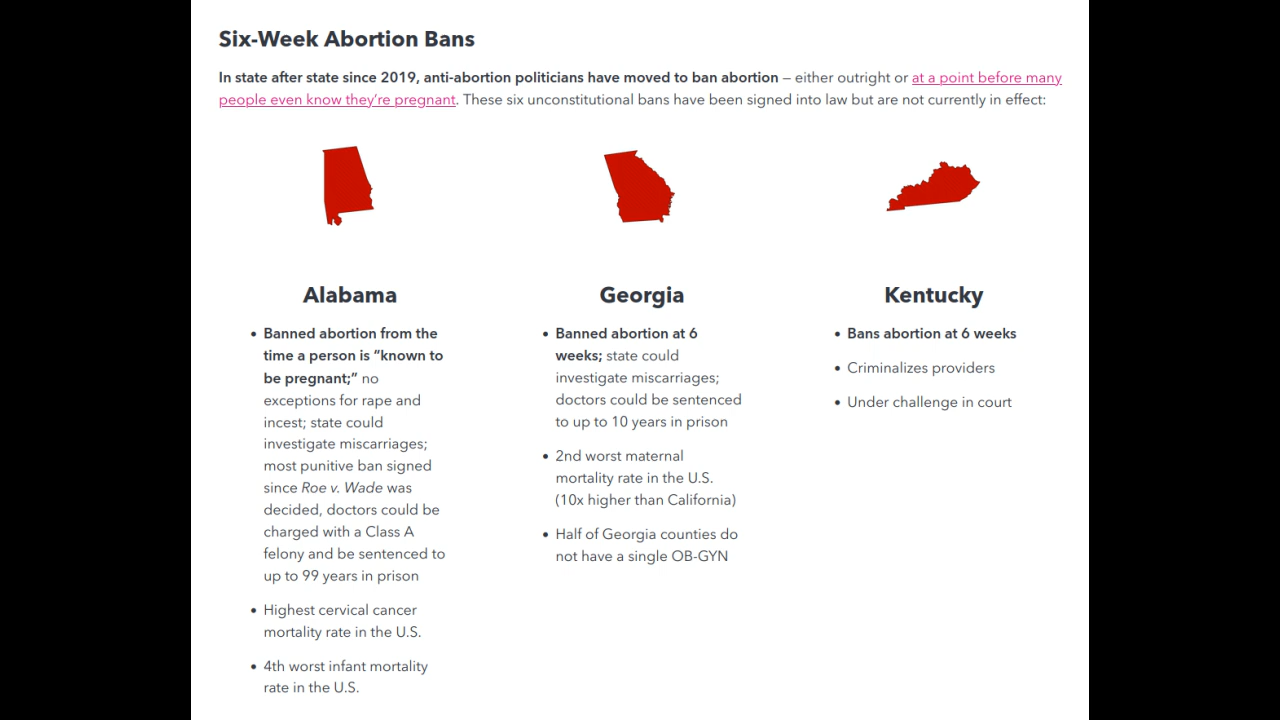 Six-Week Abortion Bans
In state after state since 2019, anti-abortion politicians have moved to ban abortion – either outright or at a point before many
people even know they're pregnant. These six unconstitutional bans have been signed into law but are not currently in effect:
Alabama
• Banned abortion from the
time a person is "known to
be pregnant;" no
exceptions for rape and
incest; state could
investigate miscarriages;
most punitive ban signed
since Roe v. Wade was
decided, doctors could be
charged with a Class A
felony and be sentenced to
up to 99 years in prison
• Highest cervical cancer
mortality rate in the U.S.
• 4th worst infant mortality
rate in the U.S.
Georgia
• Banned abortion at 6
weeks; state could
investigate miscarriages;
doctors could be sentenced
to up to 10 years in prison
• 2nd worst maternal
mortality rate in the U.S.
(10x higher than California)
• Half of Georgia counties do
not have a single OB-GYN
Kentucky
• Bans abortion at 6 weeks
• Criminalizes providers
• Under challenge in court